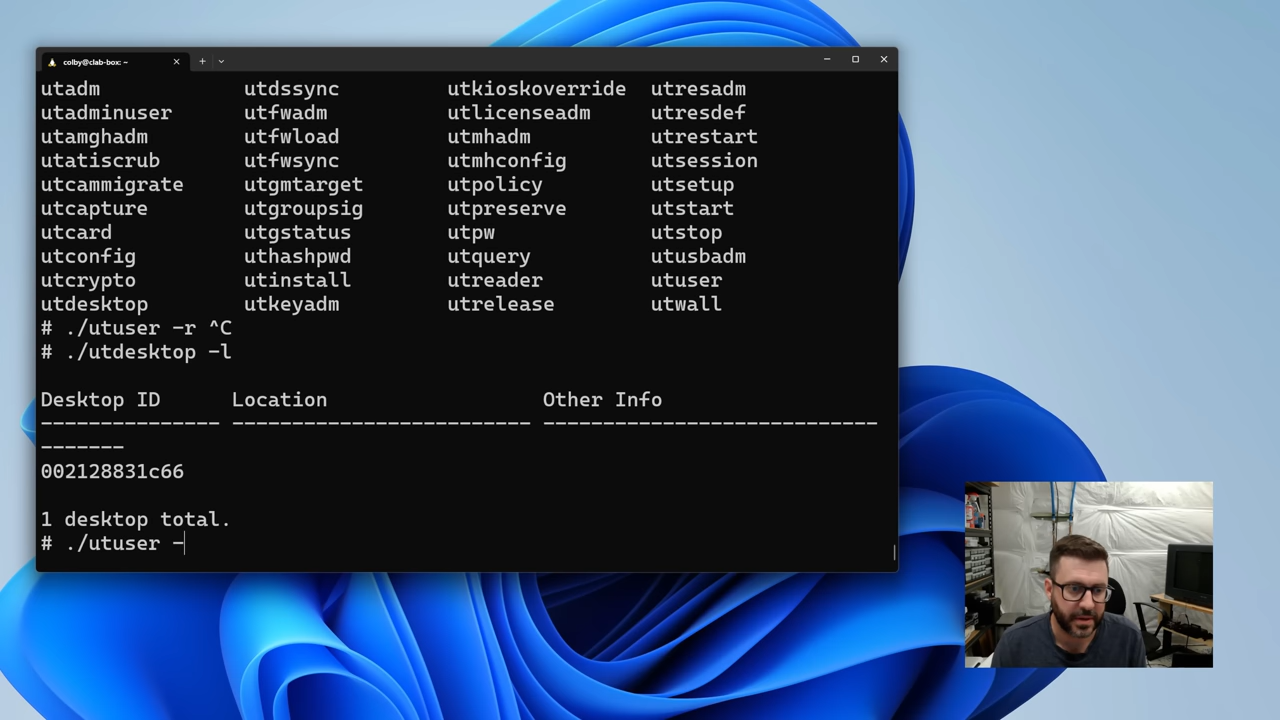 colby@clab-box: ~
utadm utdssync utkioskoverride utresadm
utadminuser utfwadm utlicenseadm utresdef
utamghadm utfwload utmhadm utrestart
utatiscrub utfwsync utmhconfig utsession
utcammigrate utgmtarget utpolicy utsetup
utcapture utgroupsig utpreserve utstart
utcard utgstatus utpw utstop
utconfig uthashpwd utquery utusbadm
utcrypto utinstall utreader utuser
utdesktop utkeyadm utrelease utwall
# ./utuser -r ^C
# ./utdesktop -l
Desktop ID Location Other Info
--------------- ------------------------- ----------------------------
-------
002128831c66
1 desktop total.
# ./utuser -